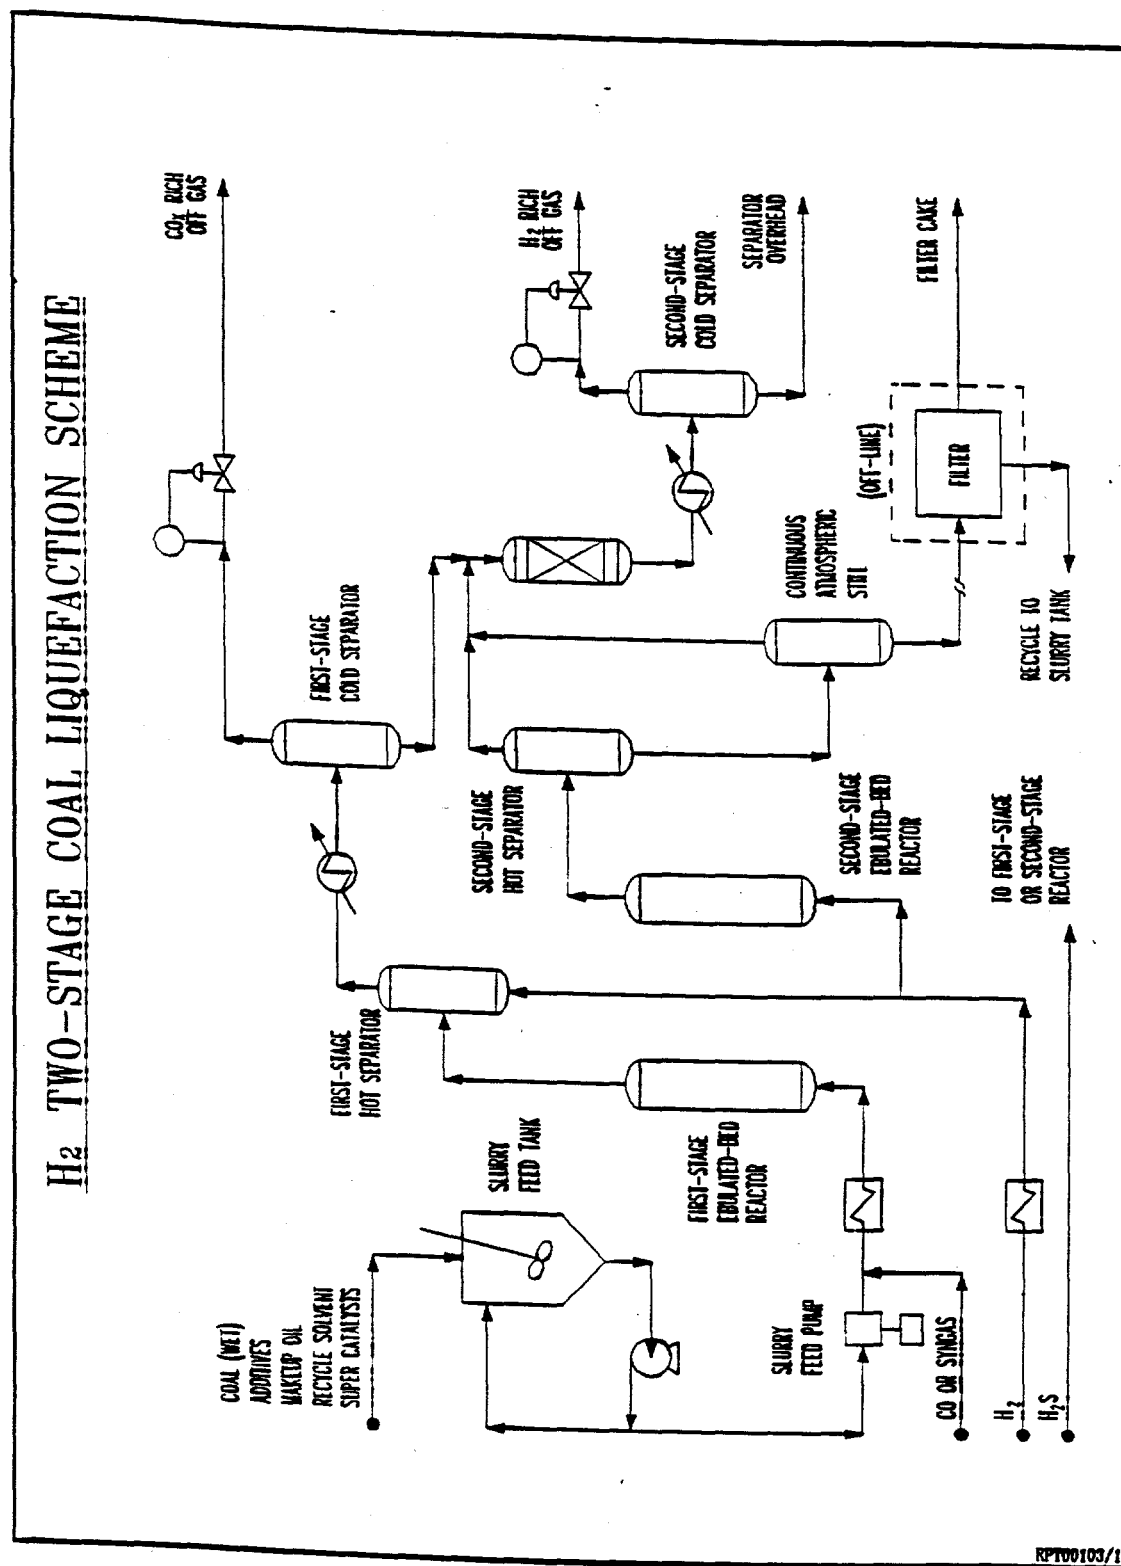 H2 TWO-STAGE COAL LIQUEFACTION SCHEME
COAL (WET)
ADDITIVES
MAKEUP OIL
RECYCLE SOLVENT
SUPER CATALYSTS
SLURRY
FEED TANK
FIRST-STAGE
HOT SEPARATOR
FIRST-STAGE
COLD SEPARATOR
COX RICH
OFF GAS
SLURRY
FEED PUMP
FIRST-STAGE
EBULATED-BED
REACTOR
SECOND-STAGE
HOT SEPARATOR
SECOND-STAGE
EBULATED-BED
REACTOR
CONTINUOUS
ATMOSPHERIC
STILL
H2 RICH
OFF GAS
SECOND-STAGE
COLD SEPARATOR
SEPARATOR
OVERHEAD
(OFF-LINE)
FILTER
FILTER CAKE
RECYCLE TO
SLURRY TANK
CO OR SYNGAS
H2
H2S
TO FIRST-STAGE
OR SECOND-STAGE
REACTOR
RPT00103/1